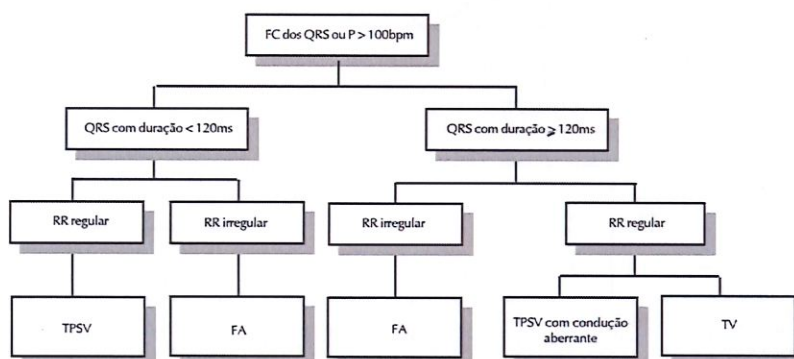 FC dos QRS ou P > 100bpm
QRS com duração < 120ms
QRS com duração ⩾ 120ms
RR regular
RR irregular
RR irregular
RR regular
TPSV
FA
FA
TPSV com condução
aberrante
TV